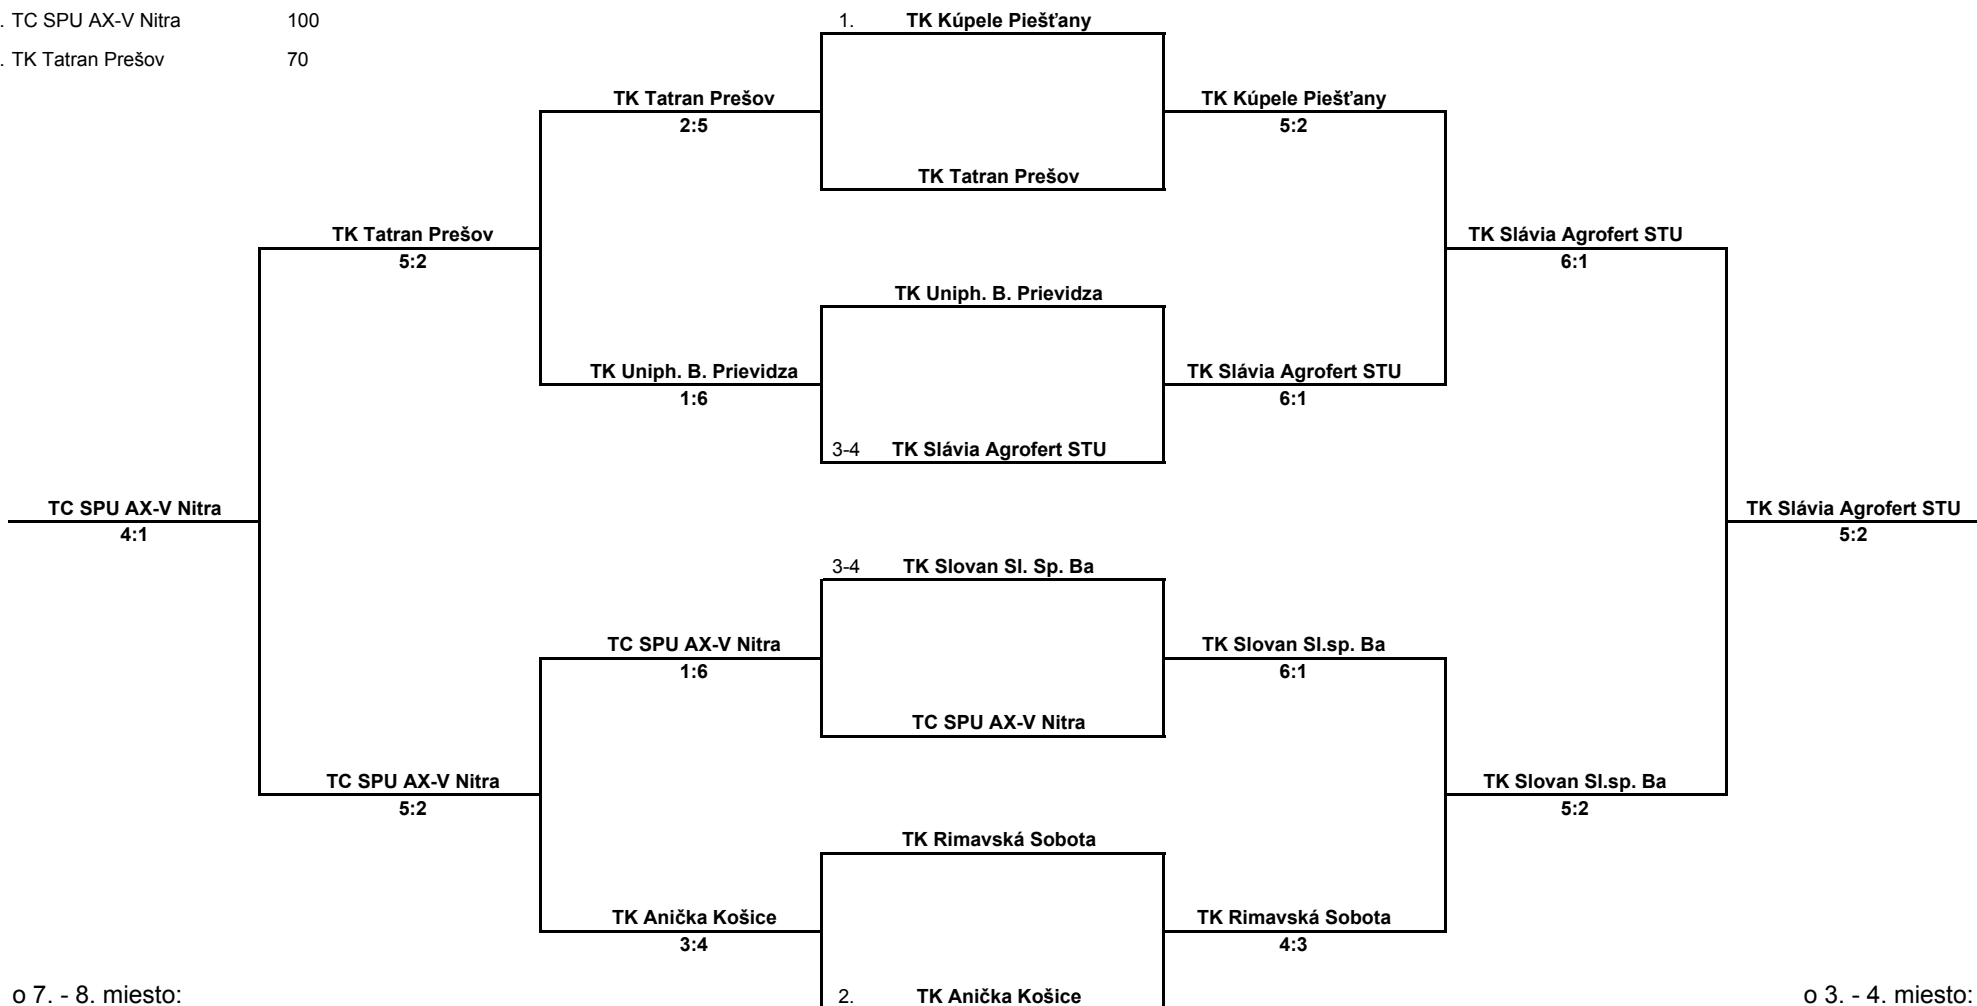 . TC SPU AX-V Nitra 100
1. TK Kúpele Piešťany
. TK Tatran Prešov 70
TK Tatran Prešov
TK Kúpele Piešťany
2:5
5:2
TK Tatran Prešov
TK Tatran Prešov
TK Slávia Agrofert STU
5:2
6:1
TK Uniph. B. Prievidza
TK Uniph. B. Prievidza
TK Slávia Agrofert STU
1:6
6:1
3-4 TK Slávia Agrofert STU
TC SPU AX-V Nitra
TK Slávia Agrofert STU
4:1
5:2
3-4 TK Slovan Sl. Sp. Ba
TC SPU AX-V Nitra
TK Slovan Sl.sp. Ba
1:6
6:1
TC SPU AX-V Nitra
TC SPU AX-V Nitra
TK Slovan Sl.sp. Ba
5:2
5:2
TK Rimavská Sobota
TK Anička Košice
TK Rimavská Sobota
3:4
4:3
o 7. - 8. miesto:
2. TK Anička Košice
o 3. - 4. miesto: